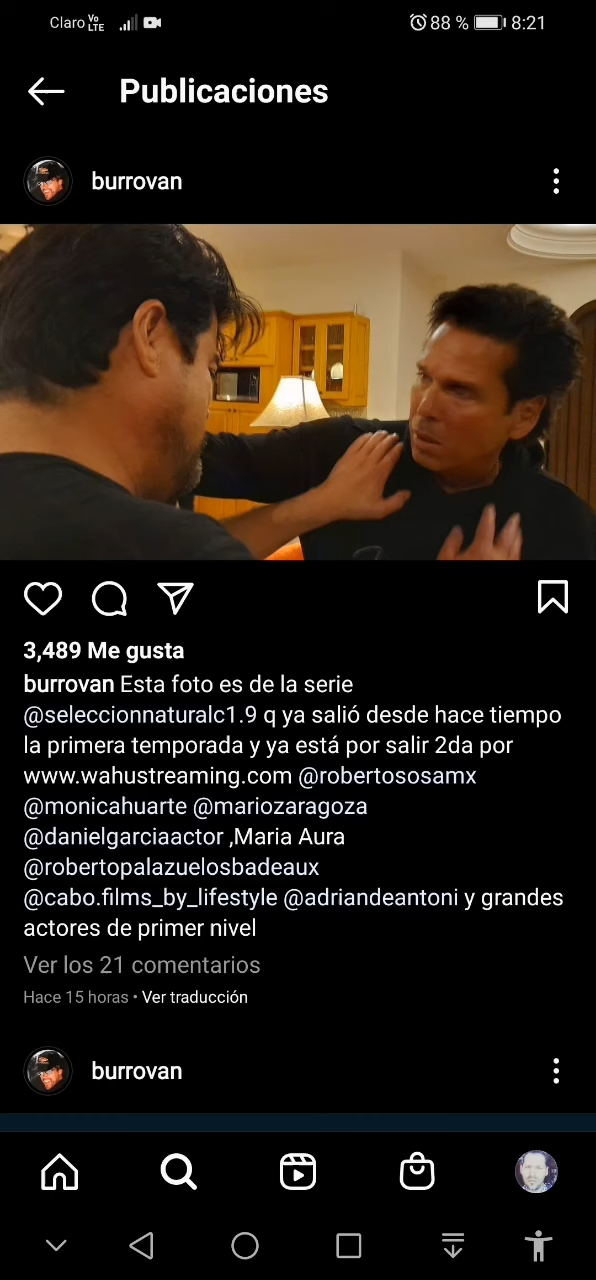 Claro Vo LTE 88 % 8:21
Publicaciones
burrovan
3,489 Me gusta
burrovan Esta foto es de la serie
@seleccionnaturalc1.9 q ya salió desde hace tiempo
la primera temporada y ya está por salir 2da por
www.wahustreaming.com @robertososamx
@monicahuarte @mariozaragoza
@danielgarciaactor ,Maria Aura
@robertopalazuelosbadeaux
@cabo.films_by_lifestyle @adriandeantoni y grandes
actores de primer nivel
Ver los 21 comentarios
Hace 15 horas • Ver traducción
burrovan